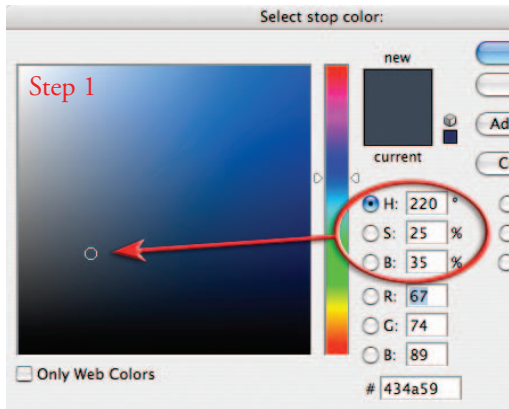 Select stop color:
Step 1
new
current
Ad
C
H: 220 °
S: 25 %
B: 35 %
R: 67
G: 74
B: 89
# 434a59
Only Web Colors